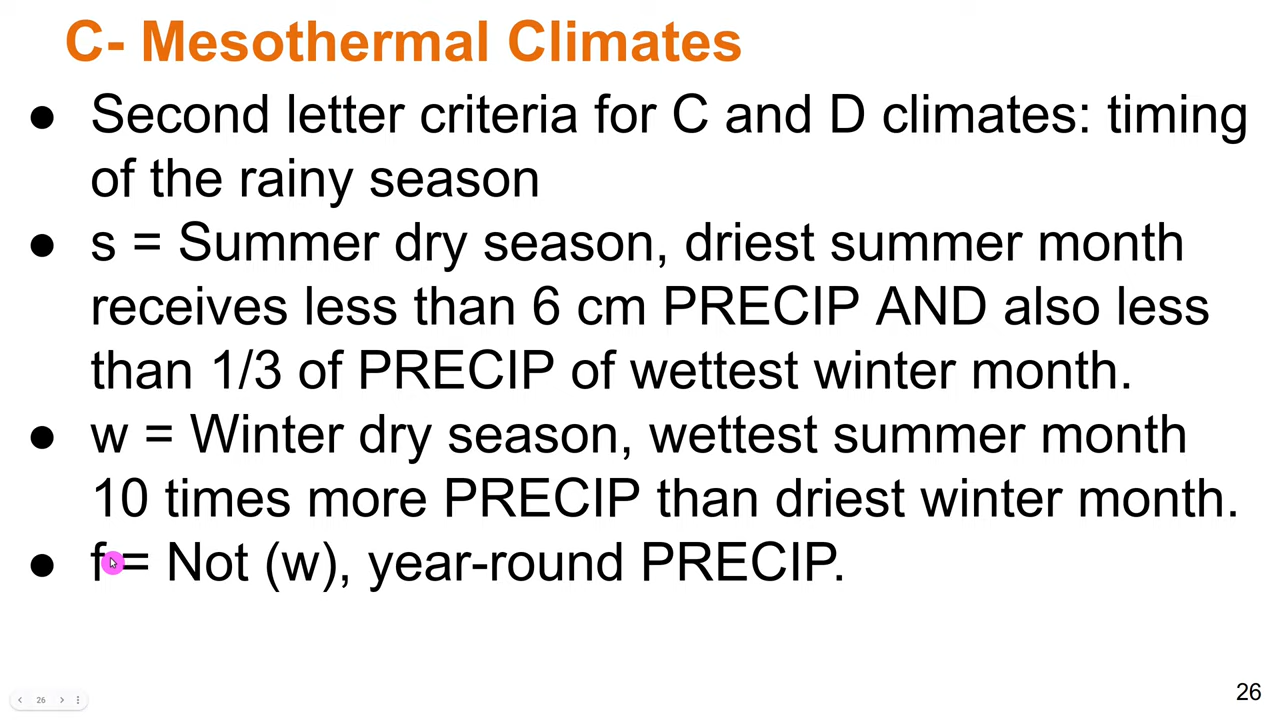 C- Mesothermal Climates
● Second letter criteria for C and D climates: timing
of the rainy season
● s = Summer dry season, driest summer month
receives less than 6 cm PRECIP AND also less
than 1/3 of PRECIP of wettest winter month.
● w = Winter dry season, wettest summer month
10 times more PRECIP than driest winter month.
● f = Not (w), year-round PRECIP.
26
26